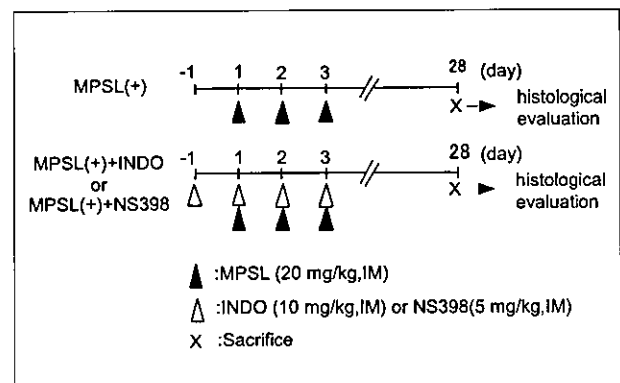 MPSL(+)
-1 1 2 3 28 (day)
X histological
evaluation
MPSL(+)+INDO
or
MPSL(+)+NS398
-1 1 2 3 28 (day)
X histological
evaluation
:MPSL (20 mg/kg,IM)
:INDO (10 mg/kg,IM) or NS398(5 mg/kg,IM)
X :Sacrifice